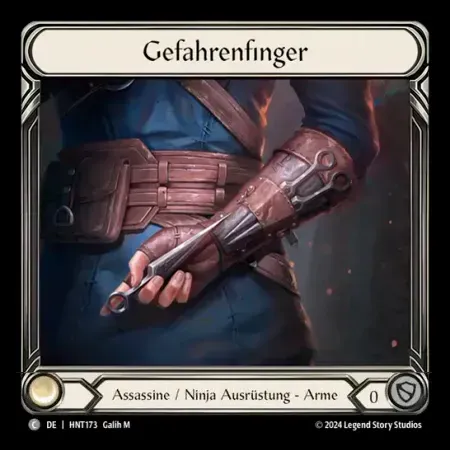 Gefahrenfinger
Assassine / Ninja Ausrüstung - Arme
0
C DE | HNT173 Galih M
© 2024 Legend Story Studios